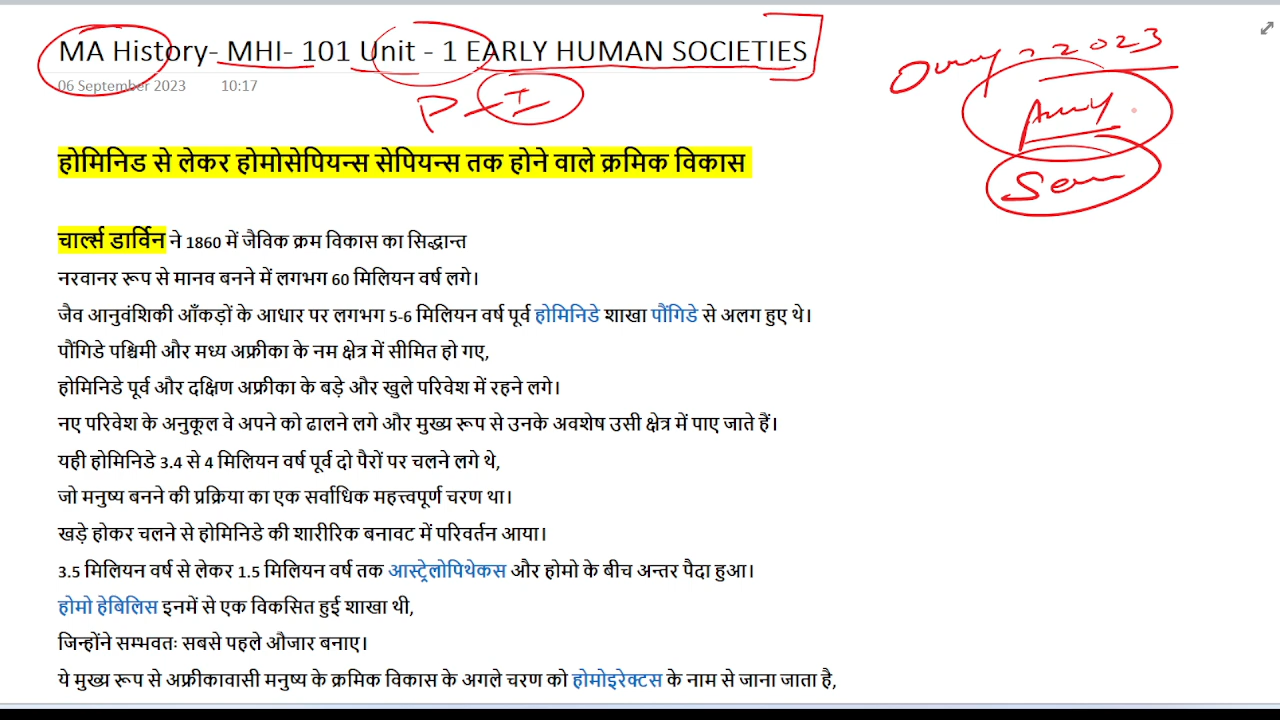 MA History- MHI- 101 Unit - 1 EARLY HUMAN SOCIETIES
06 September 2023 10:17
P-I
2023
होमिनिड से लेकर होमोसेपियन्स सेपियन्स तक होने वाले क्रमिक विकास
चार्ल्स डार्विन ने 1860 में जैविक क्रम विकास का सिद्धान्त
नरवानर रूप से मानव बनने में लगभग 60 मिलियन वर्ष लगे।
जैव आनुवंशिकी आँकड़ों के आधार पर लगभग 5-6 मिलियन वर्ष पूर्व होमिनिडे शाखा पौंगिडे से अलग हुए थे।
पौंगिडे पश्चिमी और मध्य अफ्रीका के नम क्षेत्र में सीमित हो गए,
होमिनिडे पूर्व और दक्षिण अफ्रीका के बड़े और खुले परिवेश में रहने लगे।
नए परिवेश के अनुकूल वे अपने को ढालने लगे और मुख्य रूप से उनके अवशेष उसी क्षेत्र में पाए जाते हैं।
यही होमिनिडे 3.4 से 4 मिलियन वर्ष पूर्व दो पैरों पर चलने लगे थे,
जो मनुष्य बनने की प्रक्रिया का एक सर्वाधिक महत्त्वपूर्ण चरण था।
खड़े होकर चलने से होमिनिडे की शारीरिक बनावट में परिवर्तन आया।
3.5 मिलियन वर्ष से लेकर 1.5 मिलियन वर्ष तक आस्ट्रेलोपिथेकस और होमो के बीच अन्तर पैदा हुआ।
होमो हेबिलिस इनमें से एक विकसित हुई शाखा थी,
जिन्होंने सम्भवतः सबसे पहले औजार बनाए।
ये मुख्य रूप से अफ्रीकावासी मनुष्य के क्रमिक विकास के अगले चरण को होमोइरेक्टस के नाम से जाना जाता है,